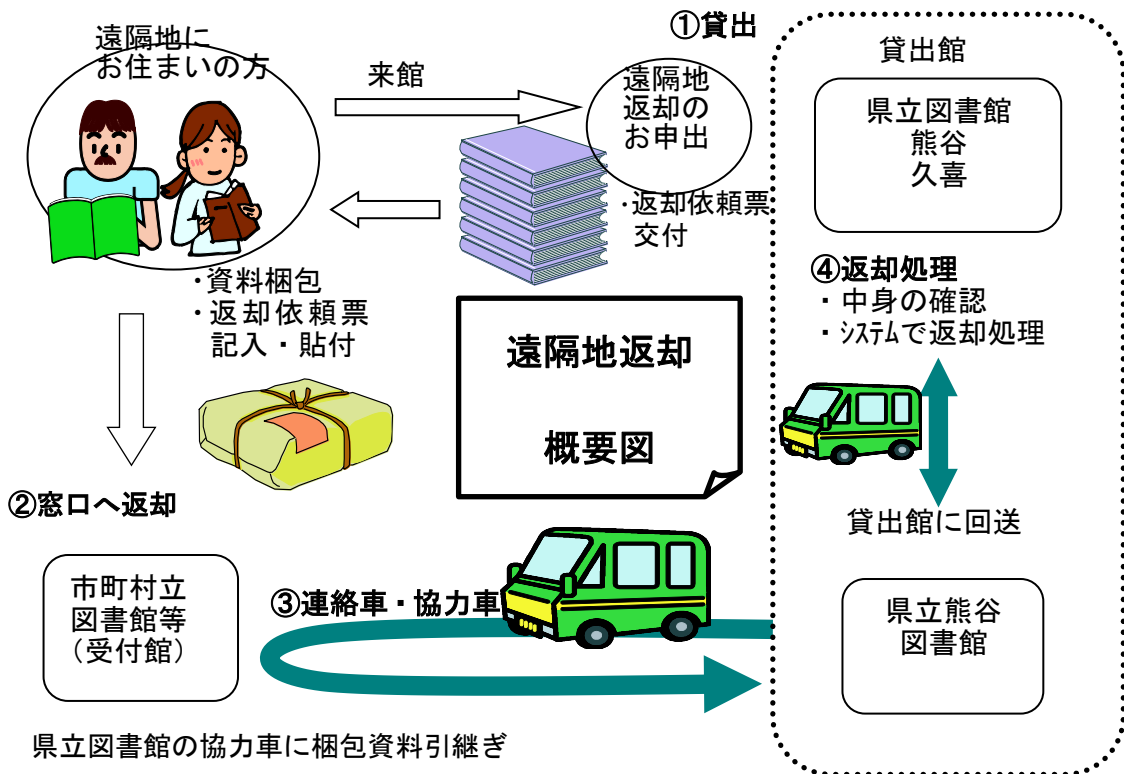 ①貸出
遠隔地に
お住まいの方
来館
遠隔地
返却の
お申出
・返却依頼票
交付
貸出館
県立図書館
熊谷
久喜
・資料梱包
・返却依頼票
記入・貼付
④返却処理
・中身の確認
・ｼｽﾃﾑで返却処理
遠隔地返却
概要図
②窓口へ返却
貸出館に回送
市町村立
図書館等
（受付館）
③連絡車・協力車
県立熊谷
図書館
県立図書館の協力車に梱包資料引継ぎ